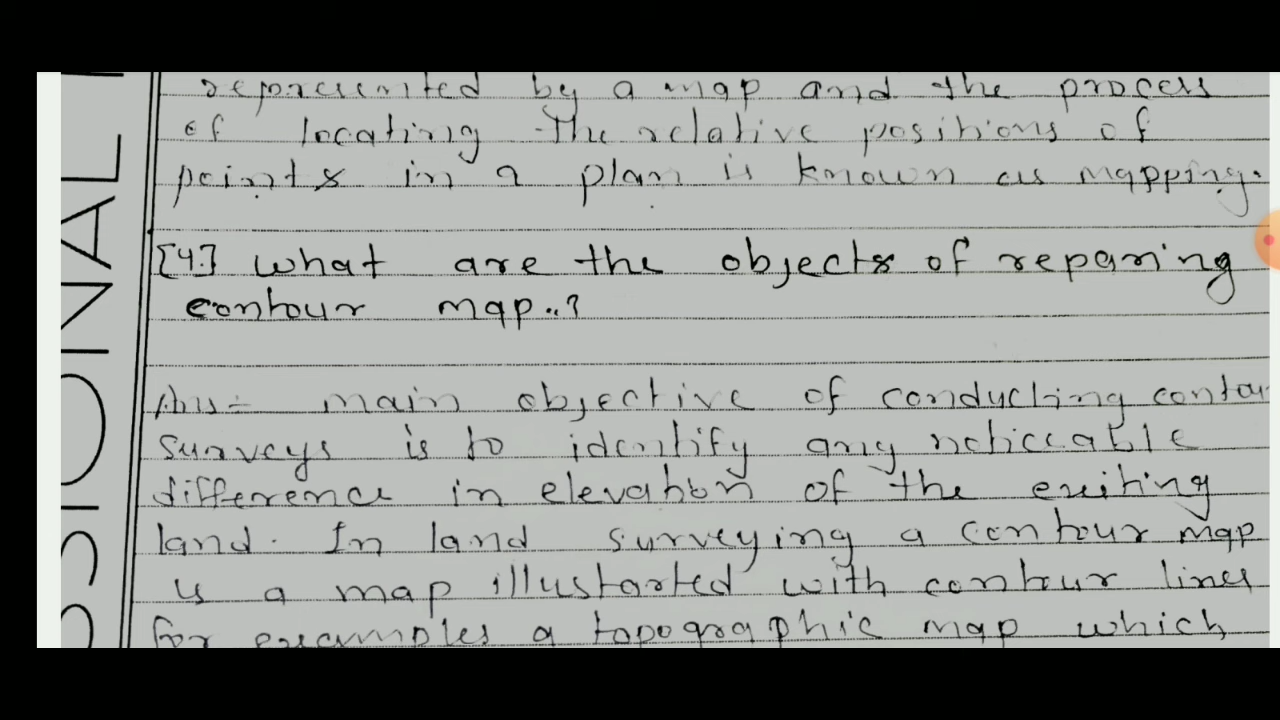 represented by a map and the process
of locating the relative positions of
points in a plan is known as mapping.
[4.] what are the objects of reparing
contour map..?
Ans = main objective of conducting contou
surveys is to identify any noticeable
difference in elevation of the exiting
land. In land surveying a contour map
is a map illustarted with contour lines
for examples a topographic map which
SSIONAL